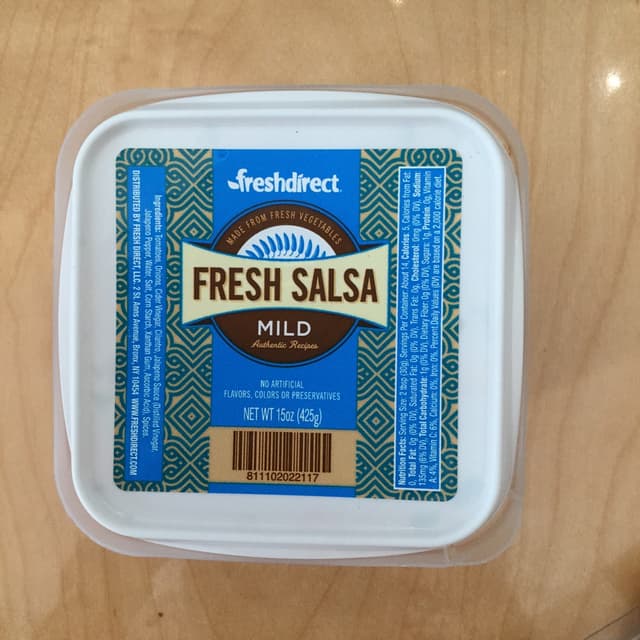 freshdirect
MADE FROM FRESH VEGETABLES
FRESH SALSA
MILD
Authentic Recipes
NO ARTIFICIAL
FLAVORS, COLORS OR PRESERVATIVES
NET WT 15oz (425g)
811102022117
Ingredients: Tomatoes, Onions, Cider Vinegar, Cilantro, Jalapeno Sauce (Distilled Vinegar,
Jalapeno Pepper, Water, Salt, Corn Starch, Xanthan Gum, Ascorbic Acid), Spices.
DISTRIBUTED BY FRESH DIRECT, LLC. 2 St. Anns Avenue, Bronx, NY 10454 WWW.FRESHDIRECT.COM
Nutrition Facts: Serving Size: 2 tbsp (30g), Servings Per Container: About 14, Calories: 5, Calories from Fat:
0, Total Fat: 0g (0% DV), Saturated Fat: 0g (0% DV), Trans Fat: 0g, Cholesterol: 0mg (0% DV), Sodium:
135mg (6% DV), Total Carbohydrate: 1g (0% DV), Dietary Fiber: 0g (0% DV), Sugars: 1g, Protein: 0g, Vitamin
A: 4%, Vitamin C: 6%, Calcium: 0%, Iron: 0%. Percent Daily Values (DV) are based on a 2,000 calorie diet.